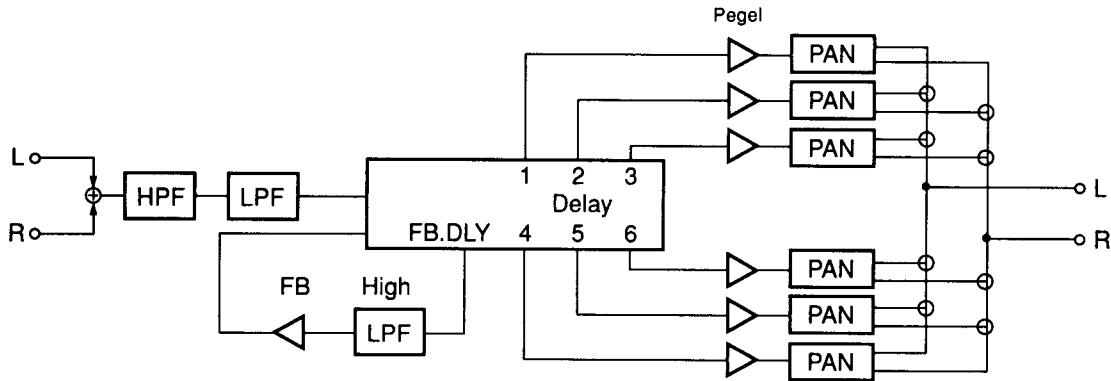 Pegel
PAN
PAN
PAN
L
R
HPF
LPF
1 2 3
Delay
FB.DLY 4 5 6
L
R
FB
High
LPF
PAN
PAN
PAN